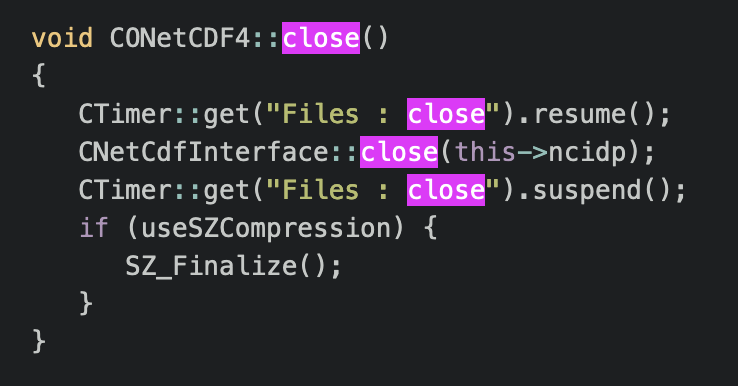 void CONetCDF4::close()
{
   CTimer::get("Files : close").resume();
   CNetCdfInterface::close(this->ncidp);
   CTimer::get("Files : close").suspend();
   if (useSZCompression) {
      SZ_Finalize();
   }
}